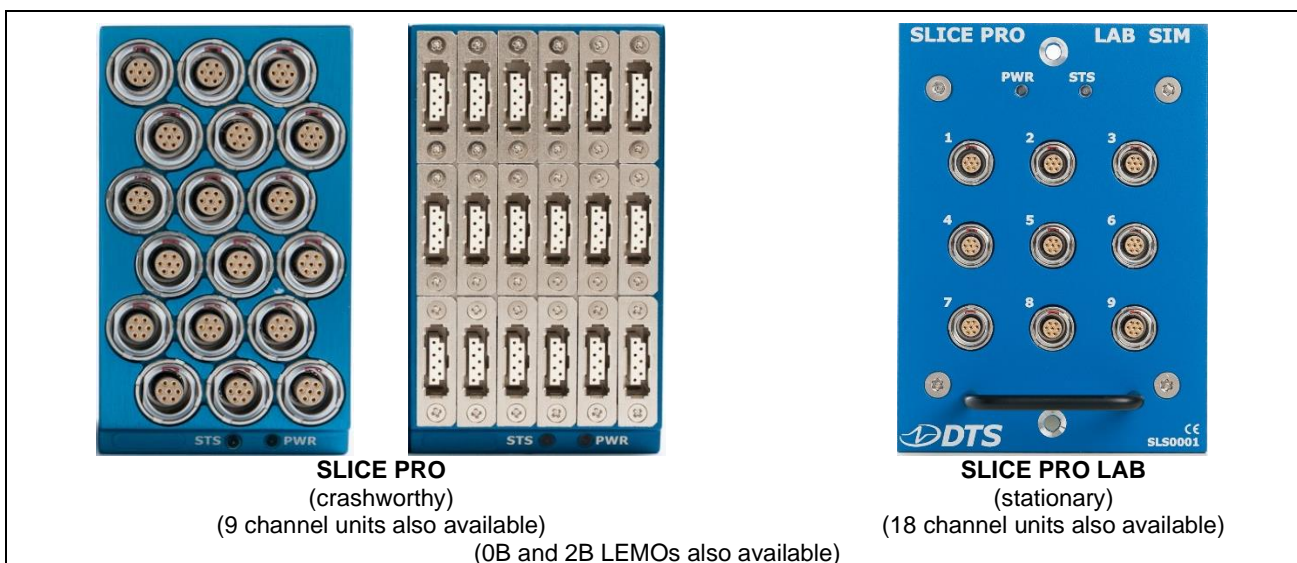 SLICE PRO LAB SIM
PWR STS
1 2 3
4 5 6
7 8 9
DTS
CE
SLS0001
STS PWR
STS PWR
SLICE PRO
(crashworthy)
(9 channel units also available)
SLICE PRO LAB
(stationary)
(18 channel units also available)
(0B and 2B LEMOs also available)